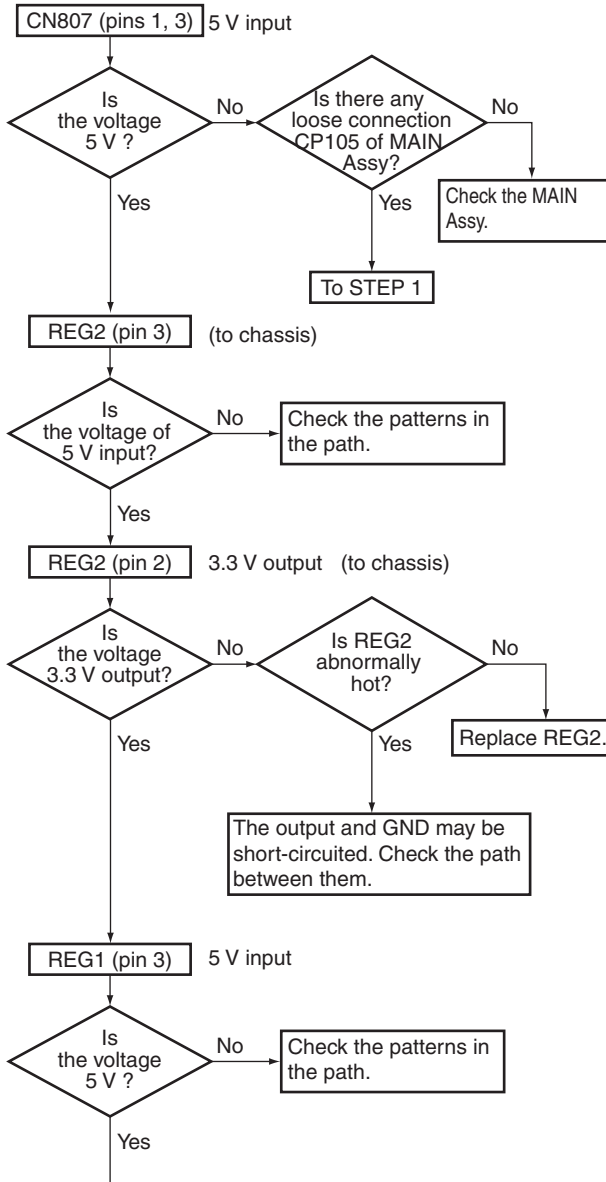 CN807 (pins 1, 3)
5 V input
Is
the voltage
5 V ?
No
Is there any
loose connection
CP105 of MAIN
Assy?
No
Yes
Yes
Check the MAIN
Assy.
To STEP 1
REG2 (pin 3)
(to chassis)
Is
the voltage of
5 V input?
No
Check the patterns in
the path.
Yes
REG2 (pin 2)
3.3 V output (to chassis)
Is
the voltage
3.3 V output?
No
Is REG2
abnormally
hot?
No
Yes
Yes
Replace REG2.
The output and GND may be
short-circuited. Check the path
between them.
REG1 (pin 3)
5 V input
Is
the voltage
5 V ?
No
Check the patterns in
the path.
Yes